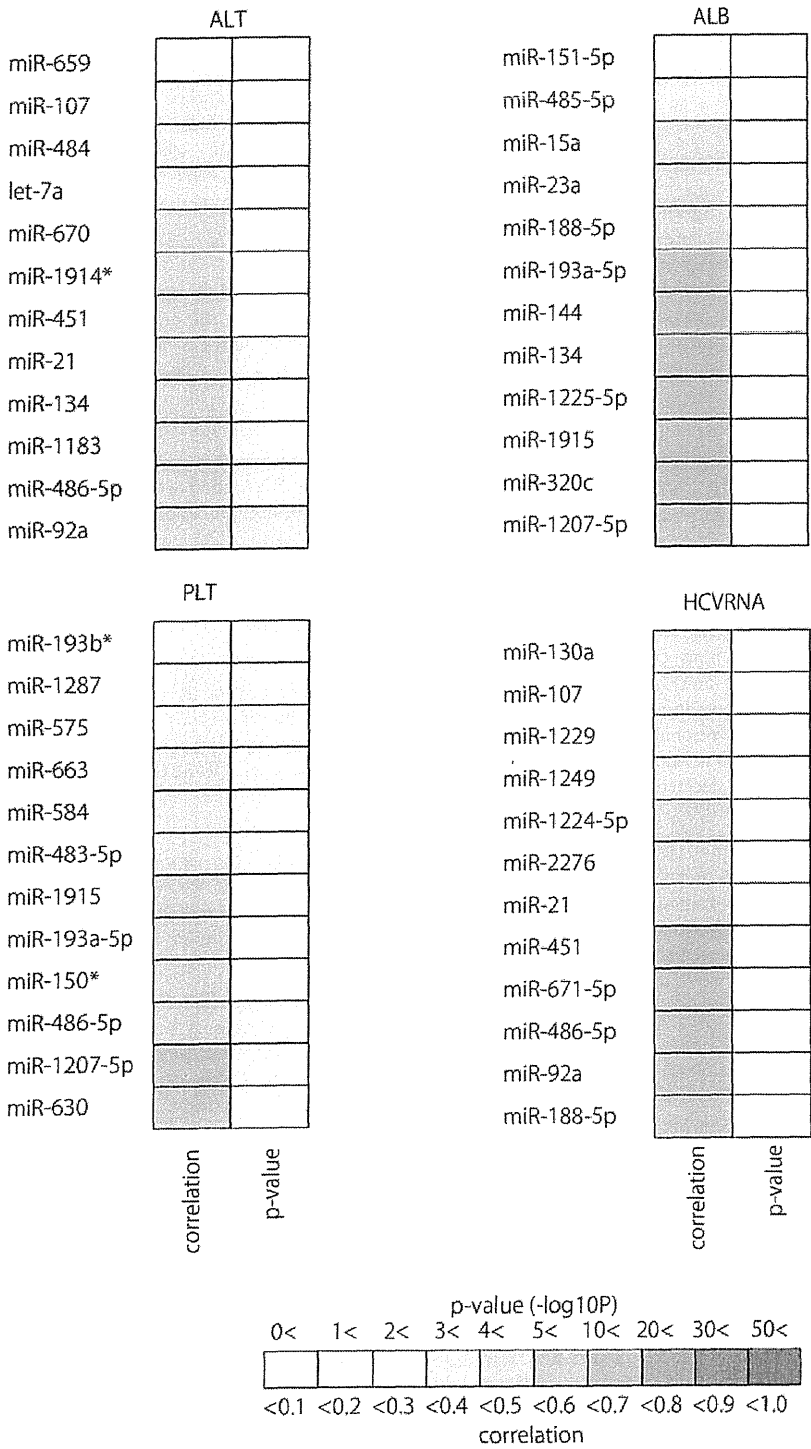 ALT
miR-659
miR-107
miR-484
let-7a
miR-670
miR-1914*
miR-451
miR-21
miR-134
miR-1183
miR-486-5p
miR-92a
ALB
miR-151-5p
miR-485-5p
miR-15a
miR-23a
miR-188-5p
miR-193a-5p
miR-144
miR-134
miR-1225-5p
miR-1915
miR-320c
miR-1207-5p
PLT
miR-193b*
miR-1287
miR-575
miR-663
miR-584
miR-483-5p
miR-1915
miR-193a-5p
miR-150*
miR-486-5p
miR-1207-5p
miR-630
correlation
p-value
HCVRNA
miR-130a
miR-107
miR-1229
miR-1249
miR-1224-5p
miR-2276
miR-21
miR-451
miR-671-5p
miR-486-5p
miR-92a
miR-188-5p
correlation
p-value
p-value (-log10P)
0< 1< 2< 3< 4< 5< 10< 20< 30< 50<
<0.1 <0.2 <0.3 <0.4 <0.5 <0.6 <0.7 <0.8 <0.9 <1.0
correlation